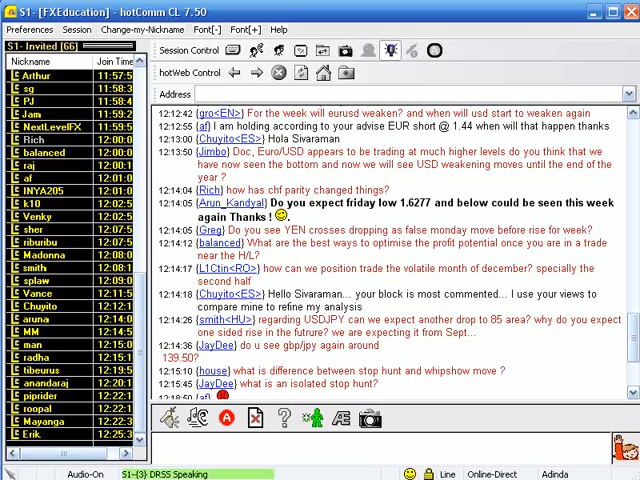 S1- [FXEducation] - hotComm CL 7.50
Preferences Session Change-my-Nickname Font[-] Font[+] Help
S1- Invited [66]
Session Control
Nickname Join Time
hotWeb Control
Address
Arthur 11:57:5
sg 11:58:3
PJ 11:58:4
Jam 11:59:2
NextLevelFX 11:59:5
Rich 12:00:0
balanced 12:00:1
raj 12:01:0
af 12:01:0
INYA205 12:01:1
k10 12:02:0
Venky 12:06:0
sher 12:07:1
riburibu 12:07:2
Madonna 12:08:0
smith 12:08:1
splaw 12:09:0
Vance 12:11:5
Chuyito 12:12:1
aruna 12:14:0
MM 12:14:5
man 12:15:0
radha 12:15:1
tibeurus 12:19:5
anandaraj 12:20:1
piprider 12:22:1
roopal 12:22:1
Mayanga 12:22:1
Erik 12:25:3
12:12:42 {gro<EN>} For the week will eurusd weaken? and when will usd start to weaken again
12:12:55 {af} I am holding according to your advise EUR short @ 1.44 when will that happen thanks
12:13:00 {Chuyito<ES>} Hola Sivaraman
12:13:50 {Jimbo} Doc, Euro/USD appears to be trading at much higher levels do you think that we
have now seen the bottom and now we will see USD weakening moves until the end of the
year ?
12:14:04 {Rich} how has chf parity changed things?
12:14:05 {Arun_Kandyal} Do you expect friday low 1.6277 and below could be seen this week
again Thanks !
12:14:05 {Greg} Do you see YEN crosses dropping as false monday move before rise for week?
12:14:12 {balanced} What are the best ways to optimise the profit potential once you are in a trade
near the H/L?
12:14:17 {L1Ctin<RO>} how can we position trade the volatile month of december? specially the
second half
12:14:18 {Chuyito<ES>} Hello Sivaraman... your block is most commented... I use your views to
compare mine to refine my analysis
12:14:26 {smith<HU>} regarding USDJPY can we expect another drop to 85 area? why do you expect
one sided rise in the futrure? we are expecting it from Sept...
12:14:36 {JayDee} do u see gbp/jpy again around
139.50?
12:15:10 {house} what is difference between stop hunt and whipshow move ?
12:15:45 {JayDee} what is an isolated stop hunt?
12:18:50 {af}
Audio-On S1-{3} DRSS Speaking Line Online-Direct Adinda